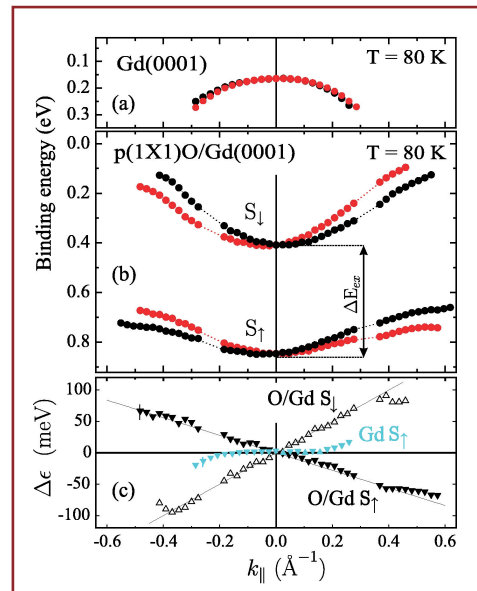 Gd(0001)
T = 80 K
0.1
0.2
0.3
(a)
Binding energy (eV)
p(1X1)O/Gd(0001)
T = 80 K
0.0
0.2
0.4
0.6
0.8
S↓
ΔE_ex
(b)
S↑
100
50
0
-50
-100
Δϵ (meV)
O/Gd S↓
Gd S↑
(c)
O/Gd S↑
-0.6 -0.4 -0.2 0.0 0.2 0.4 0.6
k∥ (Å⁻¹)